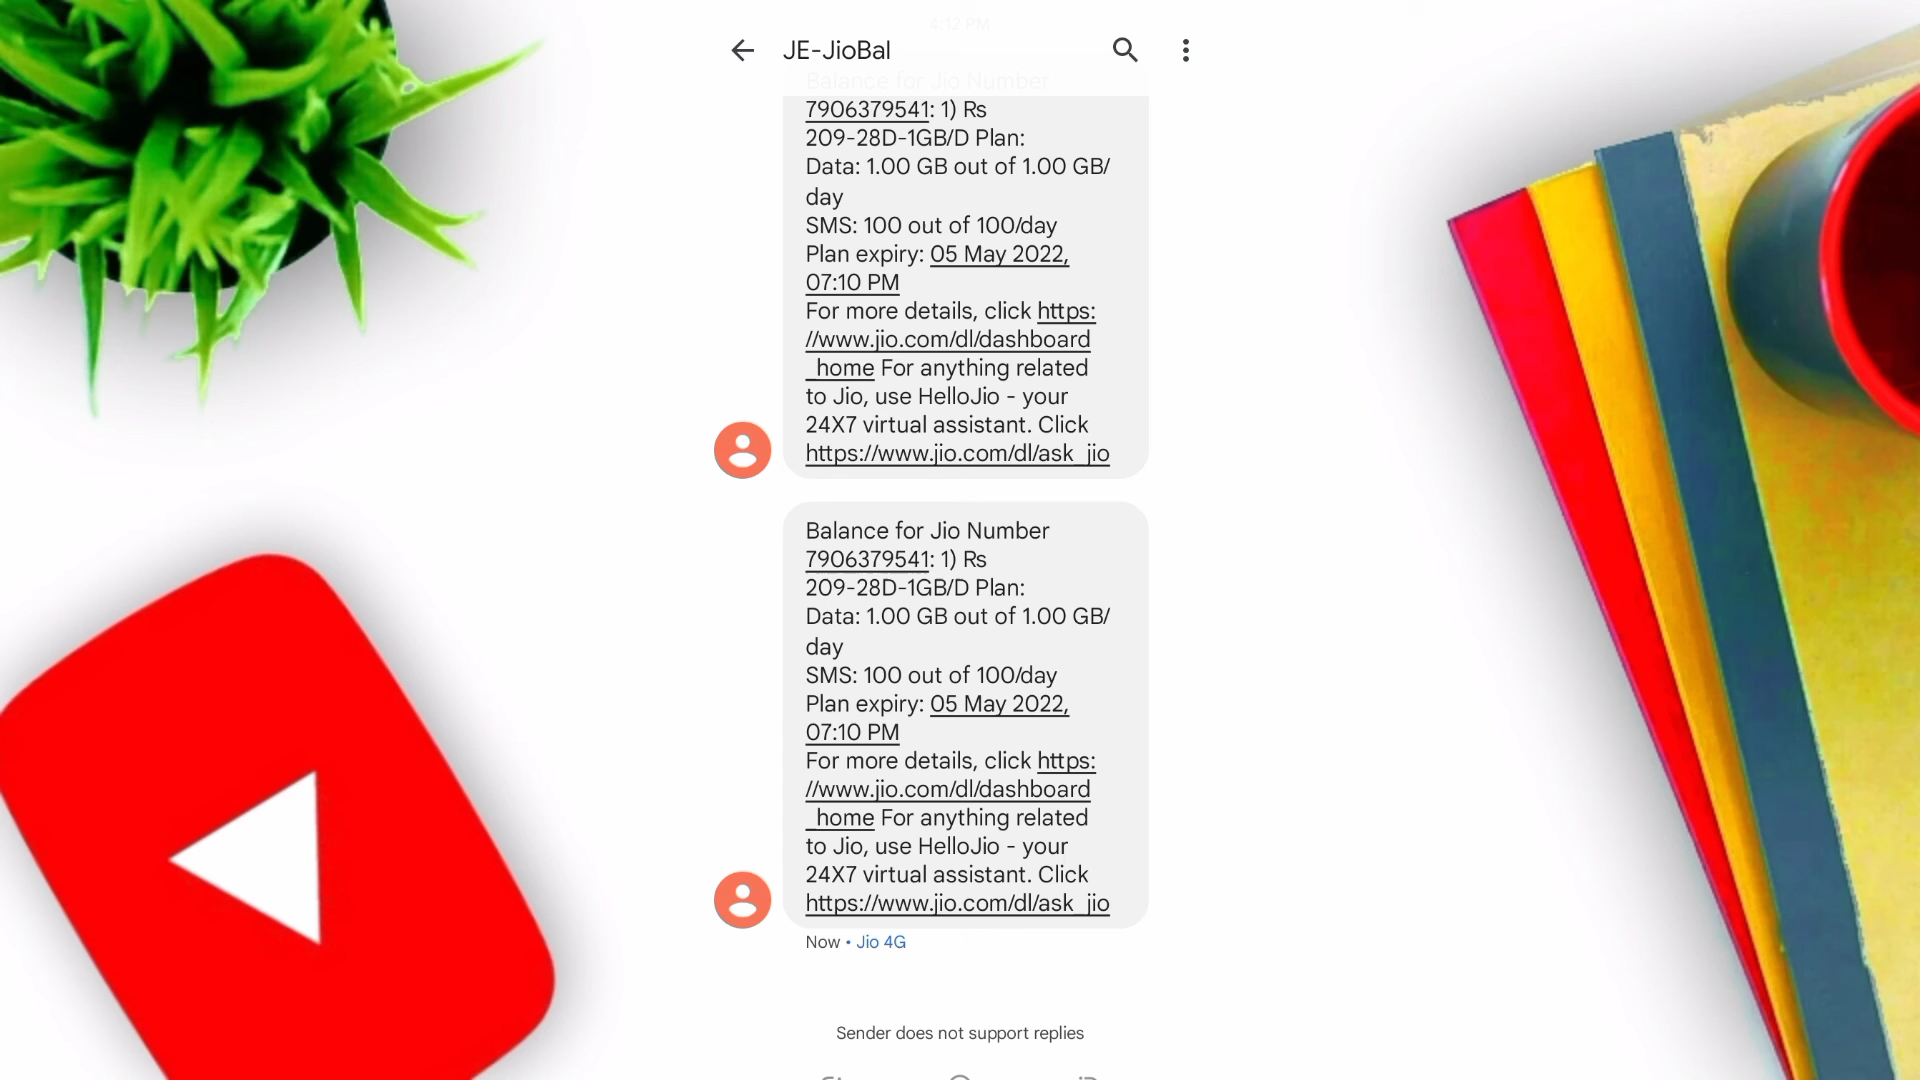 4:12 PM
JE-JioBal
Balance for Jio Number
7906379541: 1) Rs
209-28D-1GB/D Plan:
Data: 1.00 GB out of 1.00 GB/
day
SMS: 100 out of 100/day
Plan expiry: 05 May 2022,
07:10 PM
For more details, click https:
//www.jio.com/dl/dashboard
_home For anything related
to Jio, use HelloJio - your
24X7 virtual assistant. Click
https://www.jio.com/dl/ask_jio
Balance for Jio Number
7906379541: 1) Rs
209-28D-1GB/D Plan:
Data: 1.00 GB out of 1.00 GB/
day
SMS: 100 out of 100/day
Plan expiry: 05 May 2022,
07:10 PM
For more details, click https:
//www.jio.com/dl/dashboard
_home For anything related
to Jio, use HelloJio - your
24X7 virtual assistant. Click
https://www.jio.com/dl/ask_jio
Now • Jio 4G
Sender does not support replies